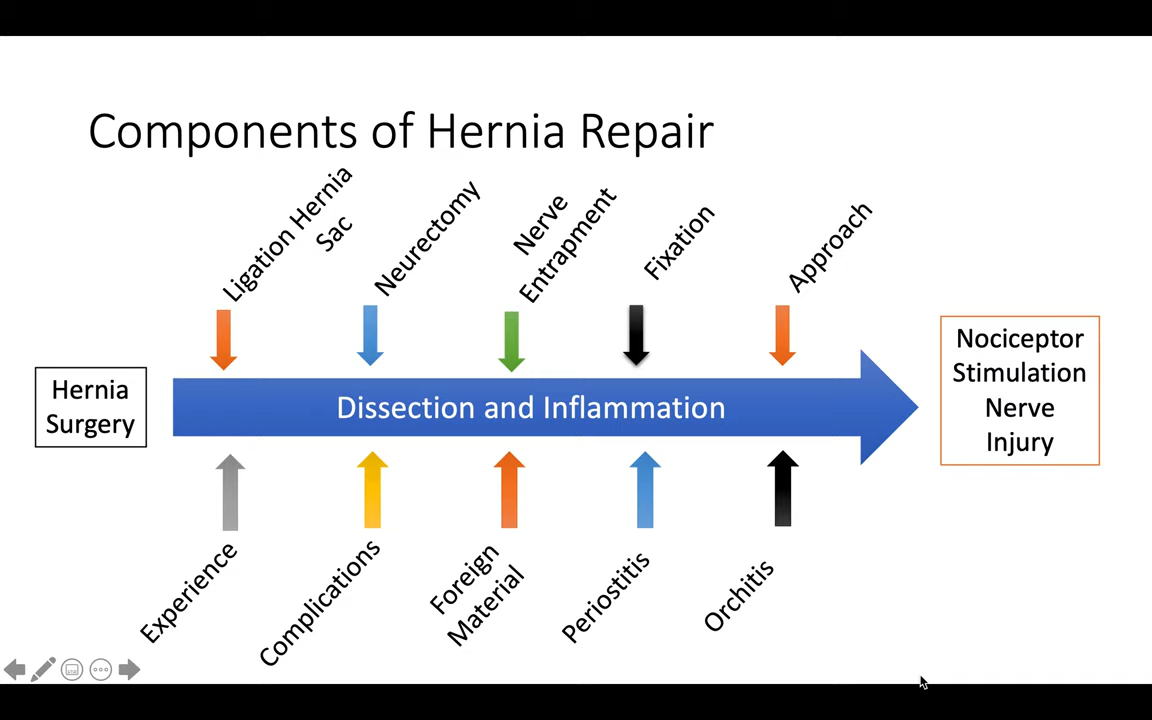 Components of Hernia Repair
Ligation Hernia
Sac
Neurectomy
Nerve
Entrapment
Fixation
Approach
Hernia
Surgery
Dissection and Inflammation
Nociceptor
Stimulation
Nerve
Injury
Experience
Complications
Foreign
Material
Periostitis
Orchitis